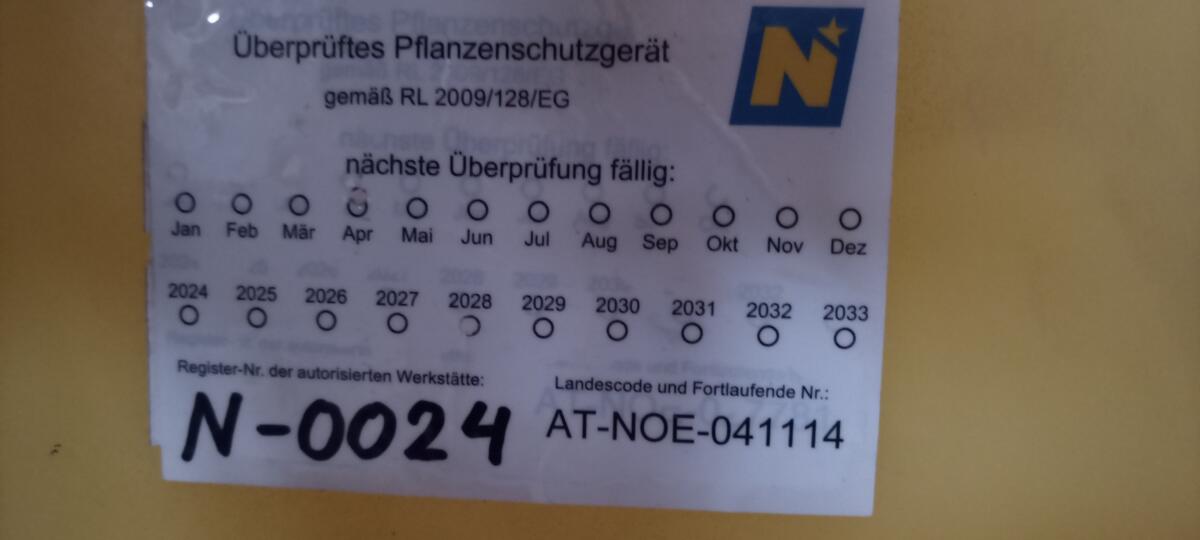 Überprüftes Pflanzenschutzgerät
gemäß RL 2009/128/EG
N
nächste Überprüfung fällig:
Jan Feb Mär Apr Mai Jun Jul Aug Sep Okt Nov Dez
2024 2025 2026 2027 2028 2029 2030 2031 2032 2033
Register-Nr. der autorisierten Werkstätte:
N-0024
Landescode und Fortlaufende Nr.:
AT-NOE-041114